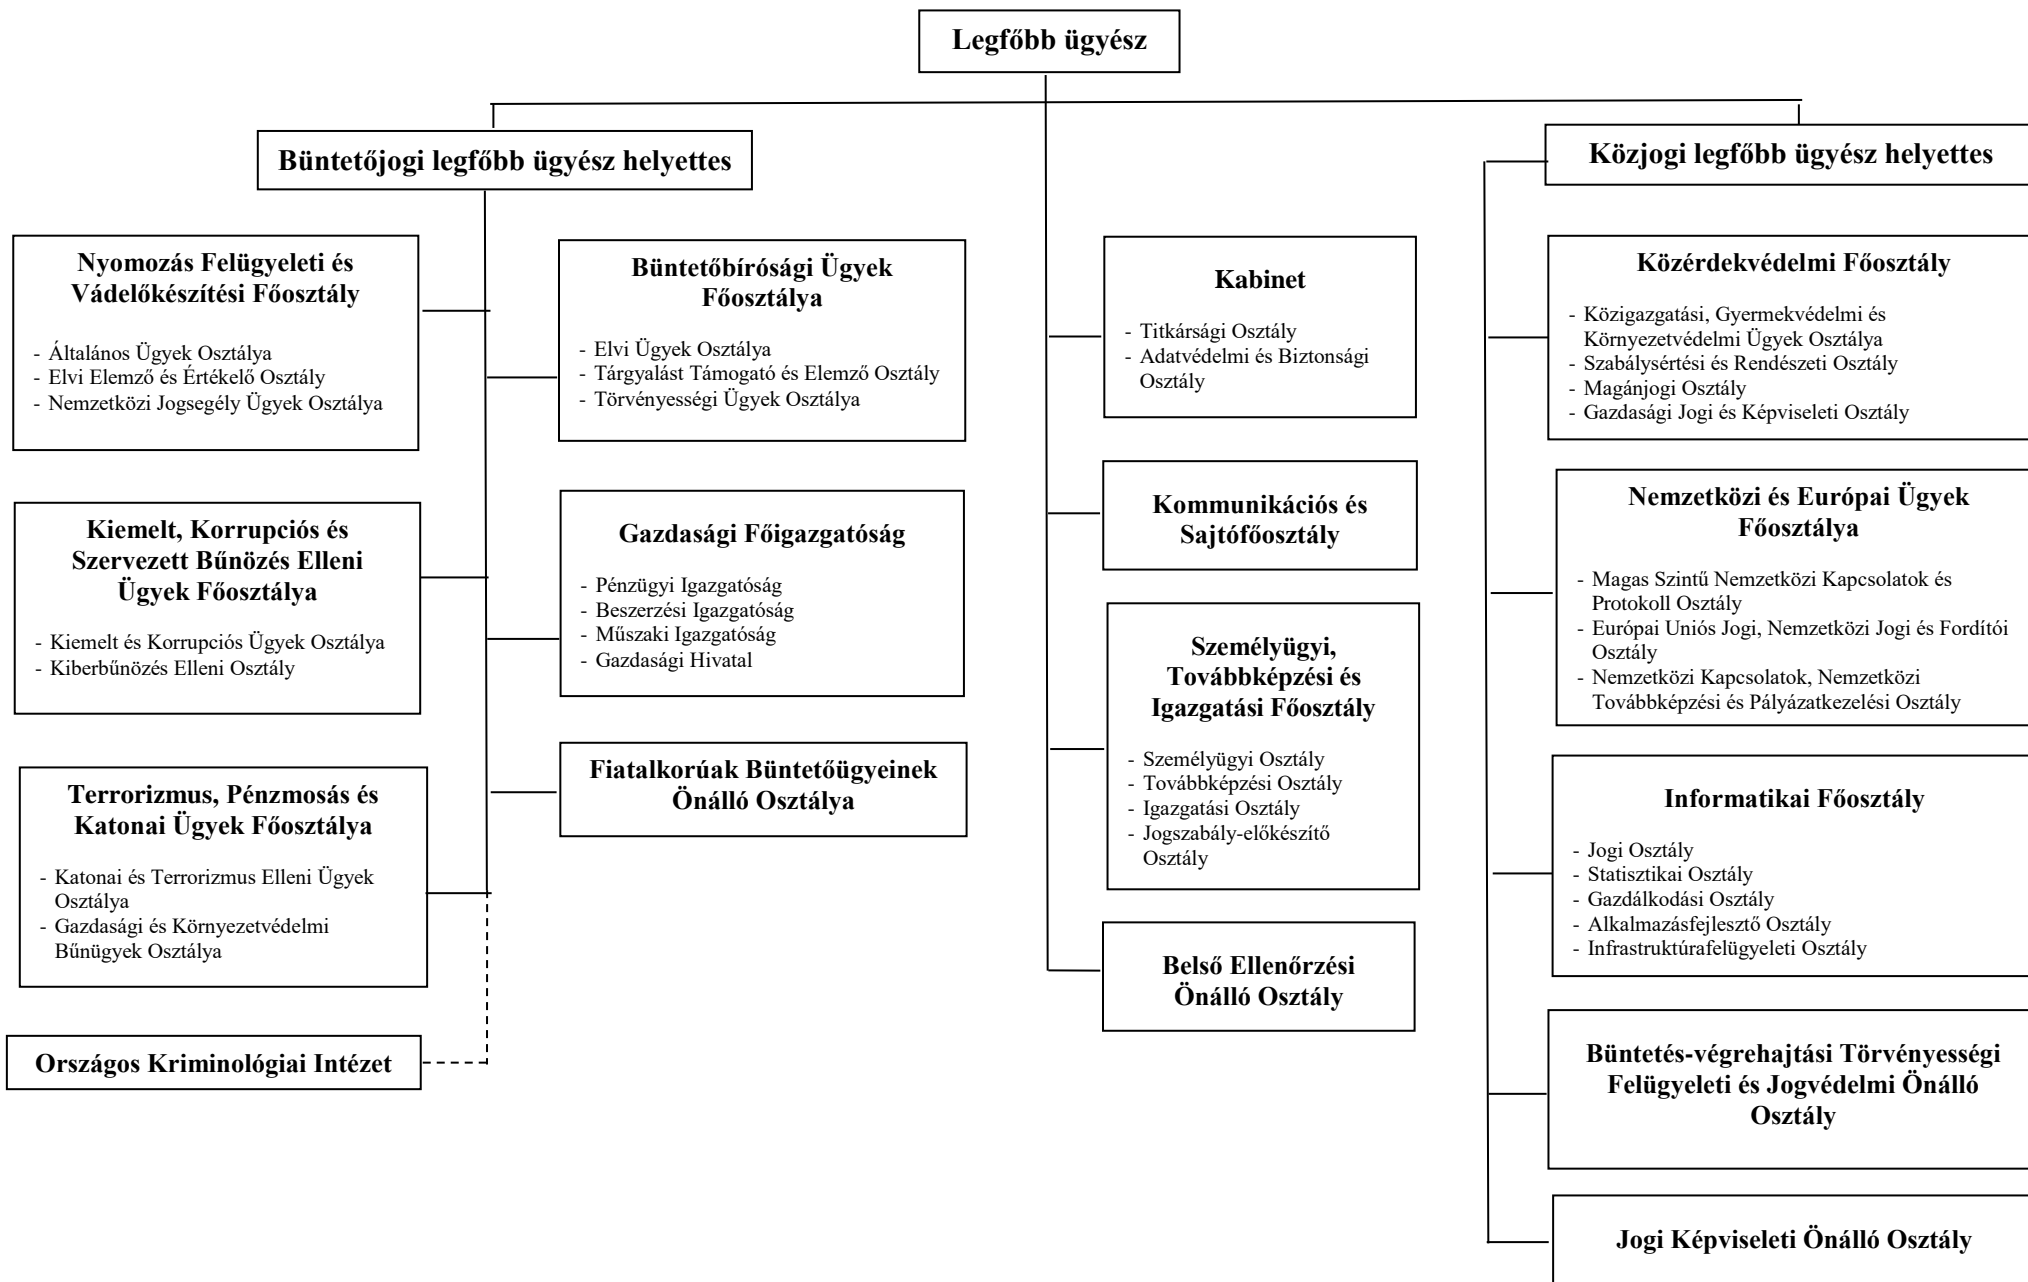 Legfőbb ügyész
Büntetőjogi legfőbb ügyész helyettes
Közjogi legfőbb ügyész helyettes
Nyomozás Felügyeleti és
Vádelőkészítési Főosztály
- Általános Ügyek Osztálya
- Elvi Elemző és Értékelő Osztály
- Nemzetközi Jogsegély Ügyek Osztálya
Büntetőbírósági Ügyek
Főosztálya
- Elvi Ügyek Osztálya
- Tárgyalást Támogató és Elemző Osztály
- Törvényességi Ügyek Osztálya
Kabinet
- Titkársági Osztály
- Adatvédelmi és Biztonsági
Osztály
Közérdekvédelmi Főosztály
- Közigazgatási, Gyermekvédelmi és
Környezetvédelmi Ügyek Osztálya
- Szabálysértési és Rendészeti Osztály
- Magánjogi Osztály
- Gazdasági Jogi és Képviseleti Osztály
Kiemelt, Korrupciós és
Szervezett Bűnözés Elleni
Ügyek Főosztálya
- Kiemelt és Korrupciós Ügyek Osztálya
- Kiberbűnözés Elleni Osztály
Gazdasági Főigazgatóság
- Pénzügyi Igazgatóság
- Beszerzési Igazgatóság
- Műszaki Igazgatóság
- Gazdasági Hivatal
Kommunikációs és
Sajtófőosztály
Nemzetközi és Európai Ügyek
Főosztálya
- Magas Szintű Nemzetközi Kapcsolatok és
Protokoll Osztály
- Európai Uniós Jogi, Nemzetközi Jogi és Fordítói
Osztály
- Nemzetközi Kapcsolatok, Nemzetközi
Továbbképzési és Pályázatkezelési Osztály
Személyügyi,
Továbbképzési és
Igazgatási Főosztály
- Személyügyi Osztály
- Továbbképzési Osztály
- Igazgatási Osztály
- Jogszabály-előkészítő
Osztály
Terrorizmus, Pénzmosás és
Katonai Ügyek Főosztálya
- Katonai és Terrorizmus Elleni Ügyek
Osztálya
- Gazdasági és Környezetvédelmi
Bűnügyek Osztálya
Fiatalkorúak Büntetőügyeinek
Önálló Osztálya
Informatikai Főosztály
- Jogi Osztály
- Statisztikai Osztály
- Gazdálkodási Osztály
- Alkalmazásfejlesztő Osztály
- Infrastruktúrafelügyeleti Osztály
Belső Ellenőrzési
Önálló Osztály
Országos Kriminológiai Intézet
Büntetés-végrehajtási Törvényességi
Felügyeleti és Jogvédelmi Önálló
Osztály
Jogi Képviseleti Önálló Osztály